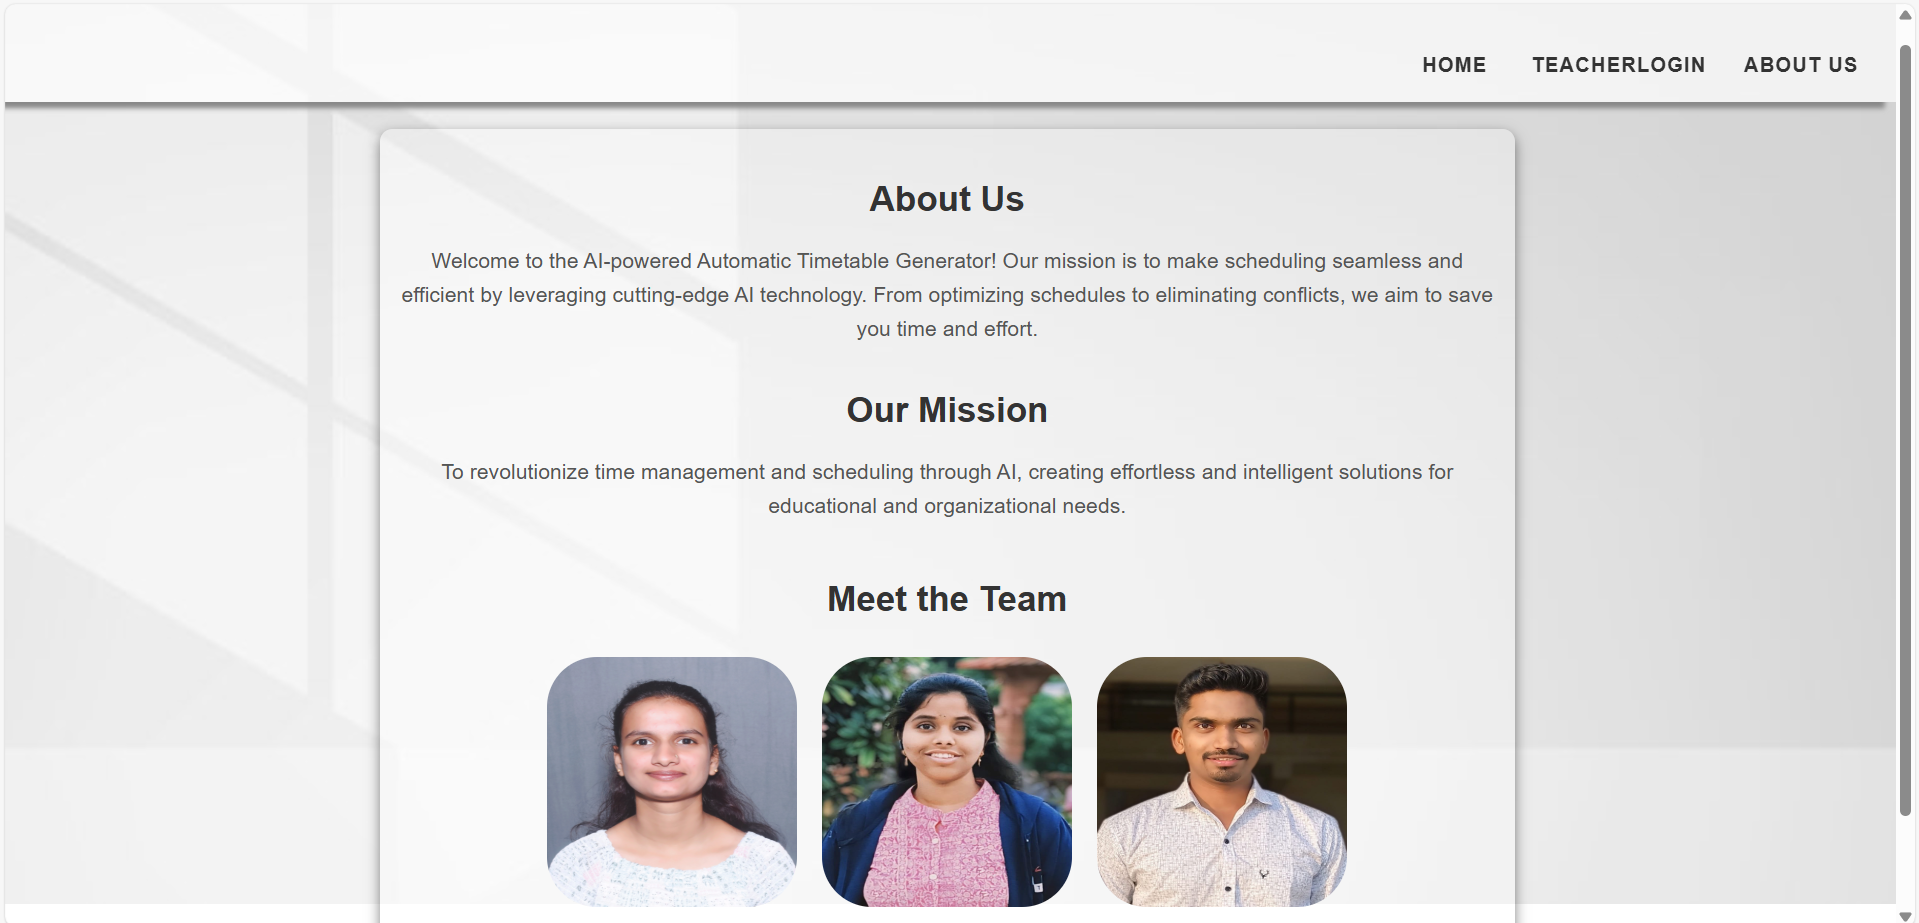 HOME TEACHERLOGIN ABOUT US
About Us
Welcome to the AI-powered Automatic Timetable Generator! Our mission is to make scheduling seamless and
efficient by leveraging cutting-edge AI technology. From optimizing schedules to eliminating conflicts, we aim to save
you time and effort.
Our Mission
To revolutionize time management and scheduling through AI, creating effortless and intelligent solutions for
educational and organizational needs.
Meet the Team